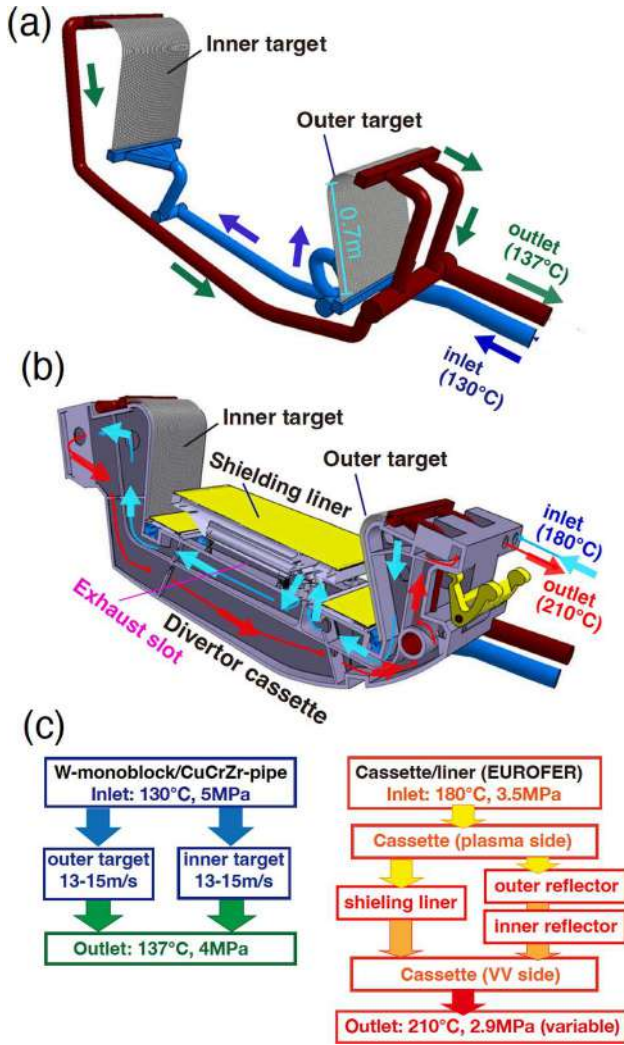 (a)
Inner target
Outer target
0.7m
outlet
(137°C)
inlet
(130°C)
(b)
Inner target
Shielding liner
Outer target
inlet
(180°C)
outlet
(210°C)
Exhaust slot
Divertor cassette
(c)
W-monoblock/CuCrZr-pipe
Inlet: 130°C, 5MPa
outer target
13-15m/s
inner target
13-15m/s
Outlet: 137°C, 4MPa
Cassette/liner (EUROFER)
Inlet: 180°C, 3.5MPa
Cassette (plasma side)
shieling liner
outer reflector
inner reflector
Cassette (VV side)
Outlet: 210°C, 2.9MPa (variable)